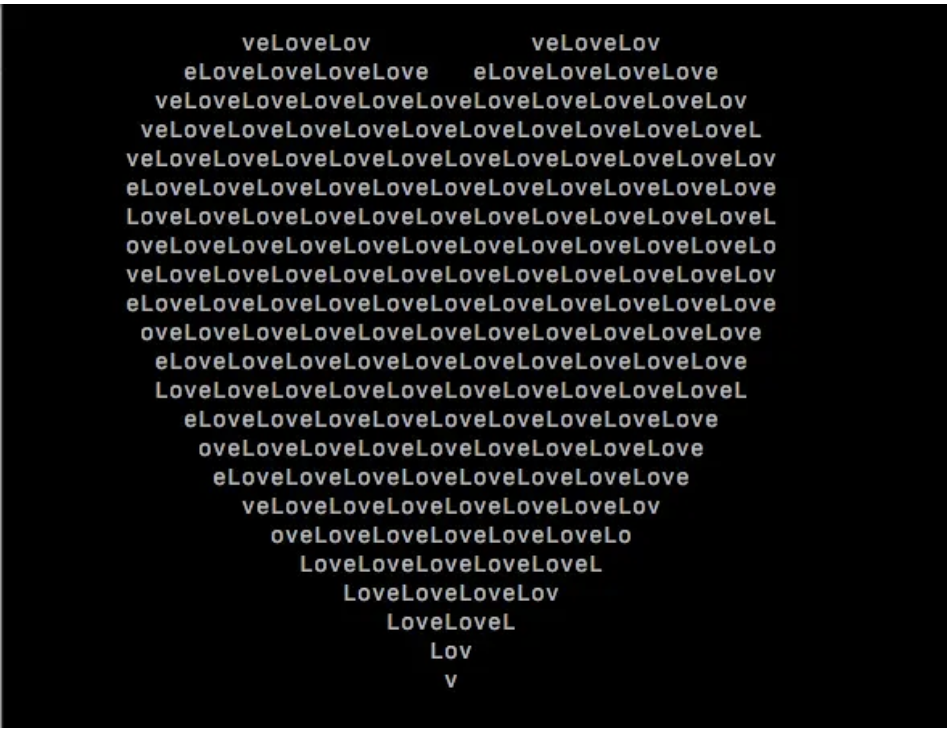 veLoveLov           veLoveLov
eLoveLoveLoveLove   eLoveLoveLoveLove
veLoveLoveLoveLoveLoveLoveLoveLoveLoveLov
veLoveLoveLoveLoveLoveLoveLoveLoveLoveLoveL
veLoveLoveLoveLoveLoveLoveLoveLoveLoveLoveLov
eLoveLoveLoveLoveLoveLoveLoveLoveLoveLoveLove
LoveLoveLoveLoveLoveLoveLoveLoveLoveLoveLoveL
oveLoveLoveLoveLoveLoveLoveLoveLoveLoveLoveLo
veLoveLoveLoveLoveLoveLoveLoveLoveLoveLoveLov
eLoveLoveLoveLoveLoveLoveLoveLoveLoveLoveLove
oveLoveLoveLoveLoveLoveLoveLoveLoveLoveLove
eLoveLoveLoveLoveLoveLoveLoveLoveLoveLove
LoveLoveLoveLoveLoveLoveLoveLoveLoveLoveL
eLoveLoveLoveLoveLoveLoveLoveLoveLove
oveLoveLoveLoveLoveLoveLoveLoveLove
eLoveLoveLoveLoveLoveLoveLoveLove
veLoveLoveLoveLoveLoveLoveLov
oveLoveLoveLoveLoveLoveLo
LoveLoveLoveLoveLoveL
LoveLoveLoveLov
LoveLoveL
Lov
v